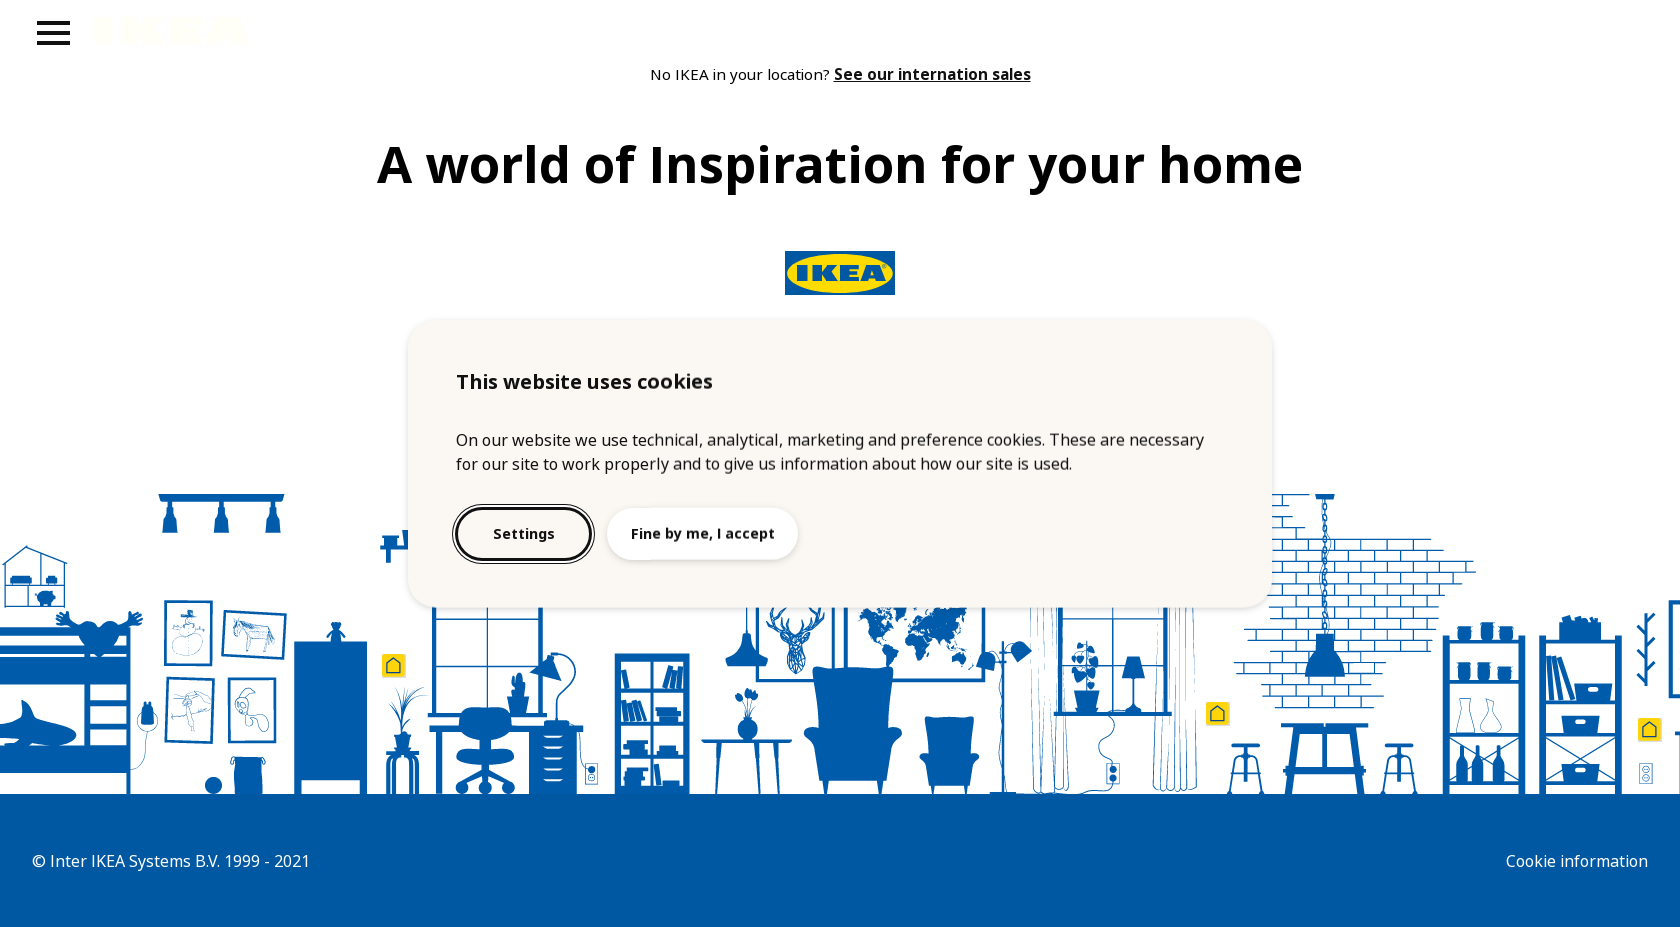 IKEA
No IKEA in your location? See our internation sales
A world of Inspiration for your home
IKEA
This website uses cookies
On our website we use technical, analytical, marketing and preference cookies. These are necessary
for our site to work properly and to give us information about how our site is used.
Settings
Fine by me, I accept
© Inter IKEA Systems B.V. 1999 - 2021
Cookie information